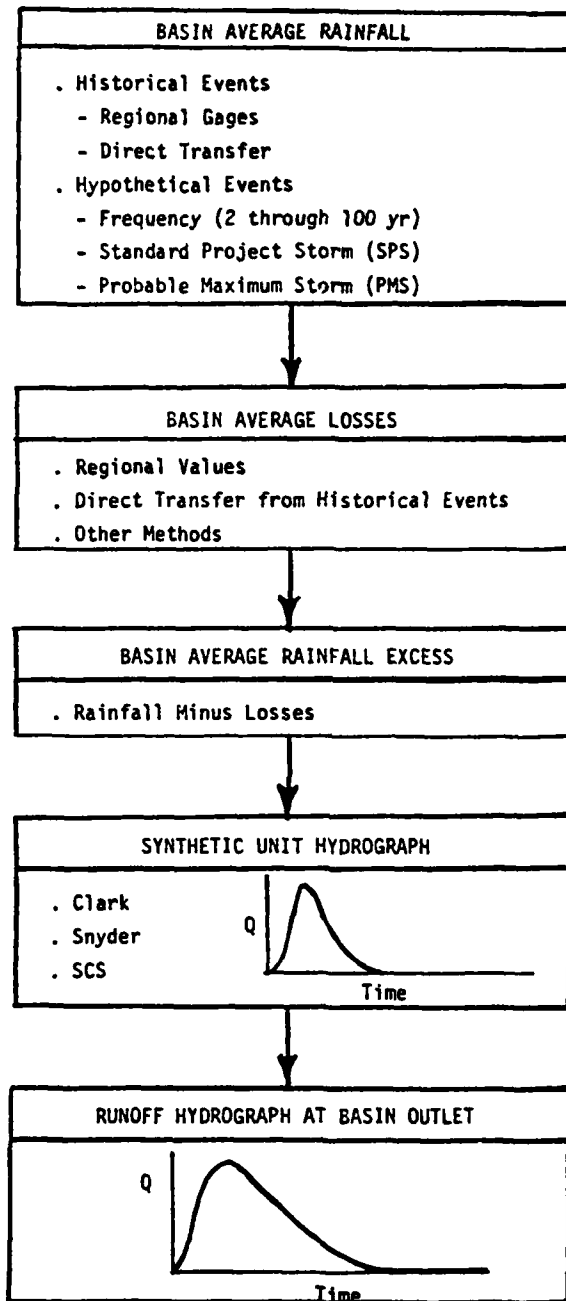 BASIN AVERAGE RAINFALL
. Historical Events
- Regional Gages
- Direct Transfer
. Hypothetical Events
- Frequency (2 through 100 yr)
- Standard Project Storm (SPS)
- Probable Maximum Storm (PMS)
BASIN AVERAGE LOSSES
. Regional Values
. Direct Transfer from Historical Events
. Other Methods
BASIN AVERAGE RAINFALL EXCESS
. Rainfall Minus Losses
SYNTHETIC UNIT HYDROGRAPH
. Clark
. Snyder
. SCS
Q
Time
RUNOFF HYDROGRAPH AT BASIN OUTLET
Q
Time